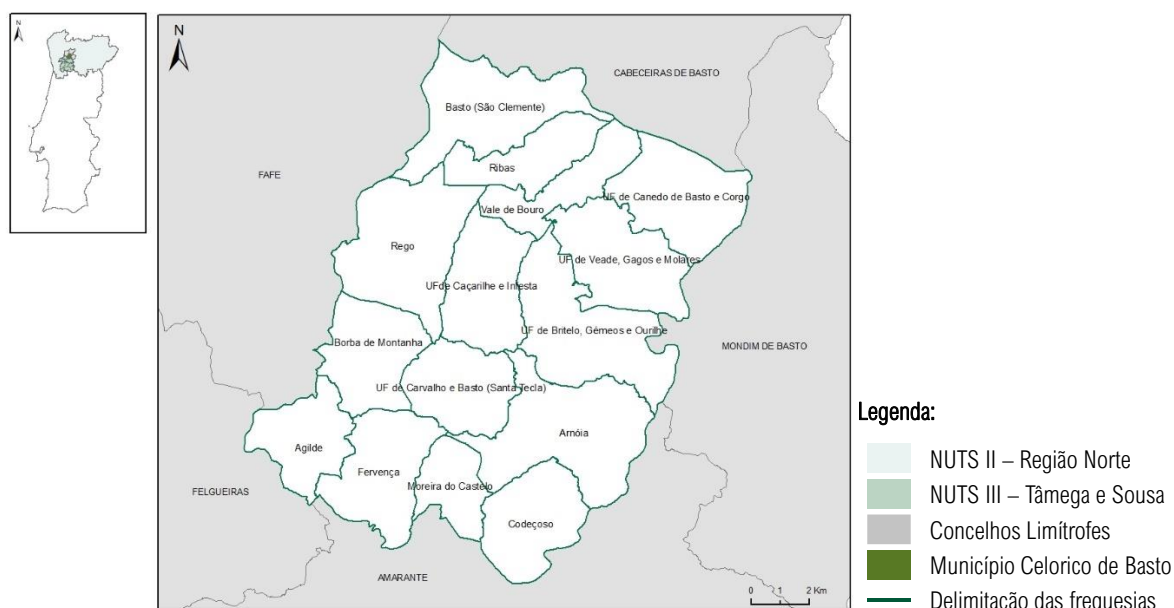 N
N
CABECEIRAS DE BASTO
Basto (São Clemente)
FAFE
Ribas
UF de Canedo de Basto e Corgo
Vale de Bouro
Rego
UF de Veade, Gagos e Molares
UFde Caçarilhe e Infesta
UF de Britelo, Gémeos e Ourilhe
Borba de Montanha
MONDIM DE BASTO
UF de Carvalho e Basto (Santa Tecla)
Legenda:
Arnóia
Agilde
NUTS II – Região Norte
Fervença
Moreira do Castelo
FELGUEIRAS
NUTS III – Tâmega e Sousa
Codeçoso
Concelhos Limítrofes
Município Celorico de Basto
AMARANTE
0 1 2 Km
Delimitação das freguesias